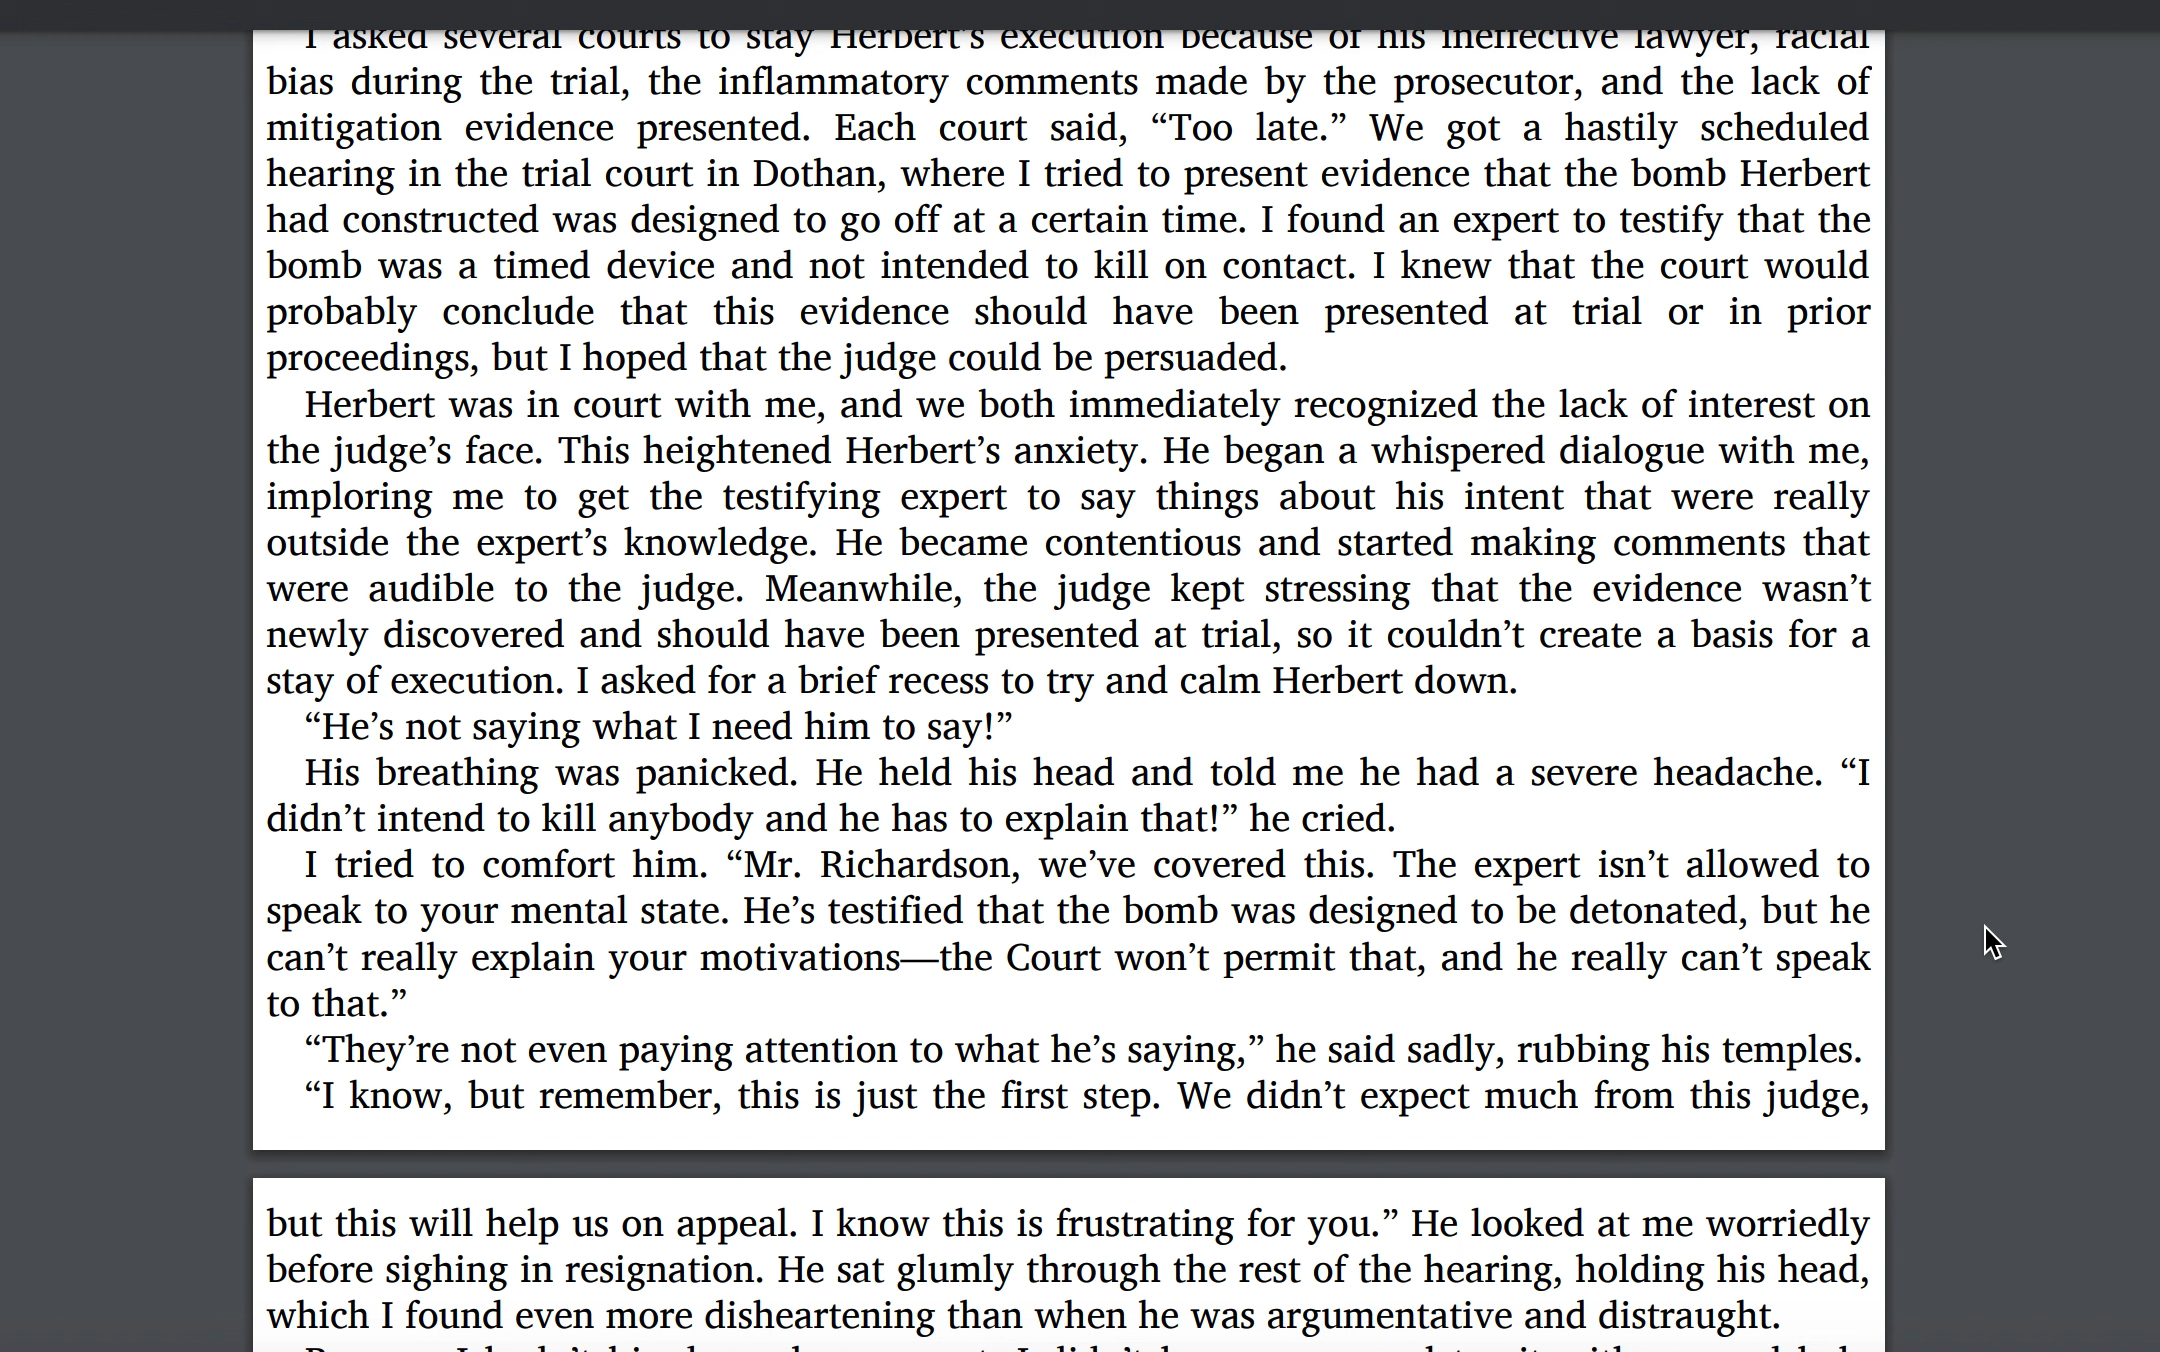 I asked several courts to stay Herbert’s execution because of his ineffective lawyer, racial
bias during the trial, the inflammatory comments made by the prosecutor, and the lack of
mitigation evidence presented. Each court said, “Too late.” We got a hastily scheduled
hearing in the trial court in Dothan, where I tried to present evidence that the bomb Herbert
had constructed was designed to go off at a certain time. I found an expert to testify that the
bomb was a timed device and not intended to kill on contact. I knew that the court would
probably conclude that this evidence should have been presented at trial or in prior
proceedings, but I hoped that the judge could be persuaded.
Herbert was in court with me, and we both immediately recognized the lack of interest on
the judge’s face. This heightened Herbert’s anxiety. He began a whispered dialogue with me,
imploring me to get the testifying expert to say things about his intent that were really
outside the expert’s knowledge. He became contentious and started making comments that
were audible to the judge. Meanwhile, the judge kept stressing that the evidence wasn’t
newly discovered and should have been presented at trial, so it couldn’t create a basis for a
stay of execution. I asked for a brief recess to try and calm Herbert down.
“He’s not saying what I need him to say!”
His breathing was panicked. He held his head and told me he had a severe headache. “I
didn’t intend to kill anybody and he has to explain that!” he cried.
I tried to comfort him. “Mr. Richardson, we’ve covered this. The expert isn’t allowed to
speak to your mental state. He’s testified that the bomb was designed to be detonated, but he
can’t really explain your motivations—the Court won’t permit that, and he really can’t speak
to that.”
“They’re not even paying attention to what he’s saying,” he said sadly, rubbing his temples.
“I know, but remember, this is just the first step. We didn’t expect much from this judge,
but this will help us on appeal. I know this is frustrating for you.” He looked at me worriedly
before sighing in resignation. He sat glumly through the rest of the hearing, holding his head,
which I found even more disheartening than when he was argumentative and distraught.